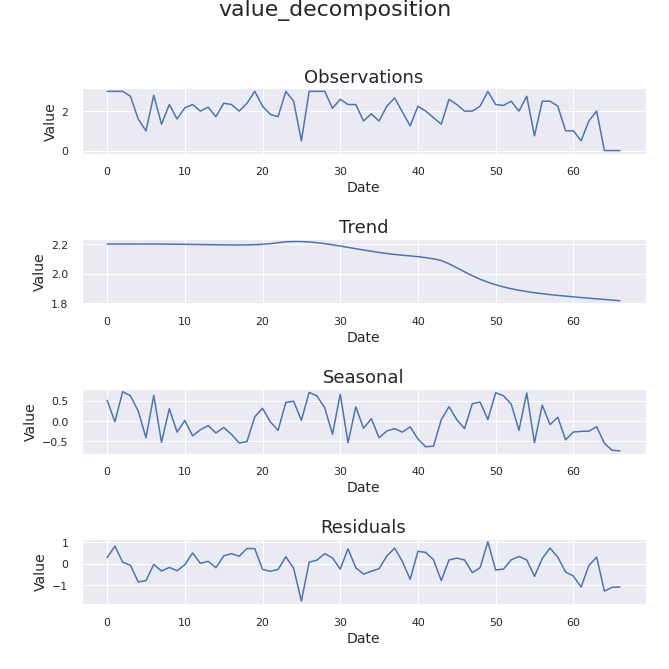 value_decomposition
Observations
Value
2
0
0 10 20 30 40 50 60
Date
Trend
Value
2.2
2.0
1.8
0 10 20 30 40 50 60
Date
Seasonal
Value
0.5
0.0
−0.5
0 10 20 30 40 50 60
Date
Residuals
Value
1
0
−1
0 10 20 30 40 50 60
Date